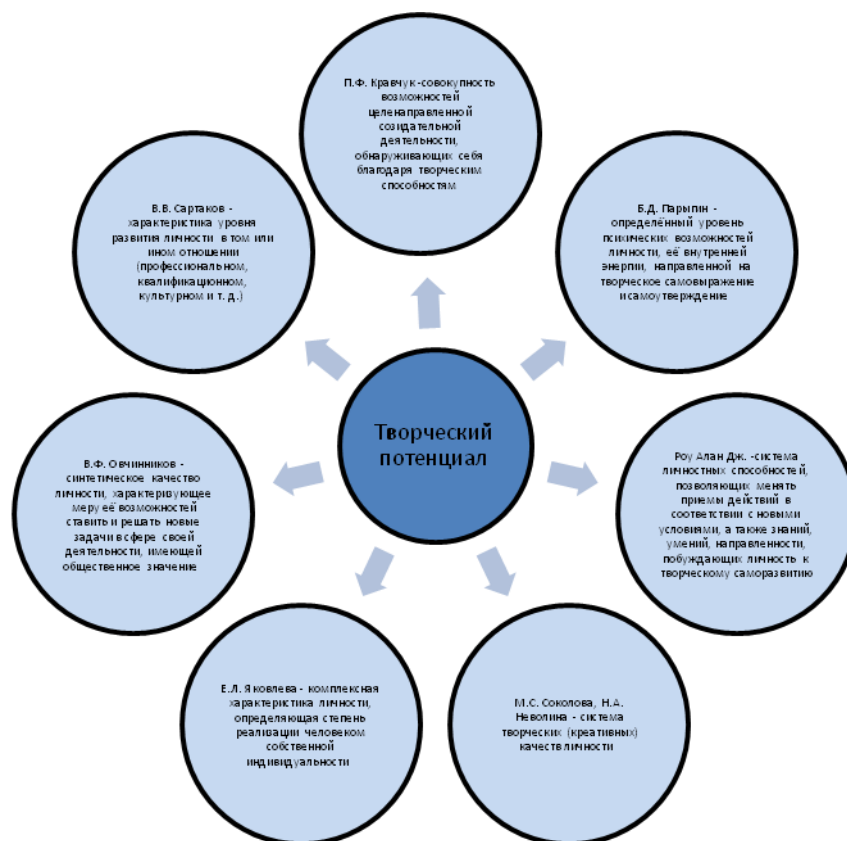 П.Ф. Кравчук -совокупность
возможностей
целенаправленной
созидательной
деятельности,
обнаруживающих себя
благодаря творческим
способностям
Б.Д. Парыгин -
определённый уровень
психических возможностей
личности, её внутренней
энергии, направленной на
творческое самовыражение
и самоутверждение
Роу Алан Дж. -система
личностных способностей,
позволяющих менять
приемы действий в
соответствии с новыми
условиями, а также знаний,
умений, направленности,
побуждающих личность к
творческому саморазвитию
М.С. Соколова, Н.А.
Неволина - система
творческих (креативных)
качеств личности
Е.Л. Яковлева - комплексная
характеристика личности,
определяющая степень
реализации человеком
собственной
индивидуальности
В.Ф. Овчинников -
синтетическое качество
личности, характеризующее
меру её возможностей
ставить и решать новые
задачи в сфере своей
деятельности, имеющей
общественное значение
В.В. Сартаков -
характеристика уровня
развития личности в том или
ином отношении
(профессиональном,
квалификационном,
культурном и т. д.)
Творческий
потенциал